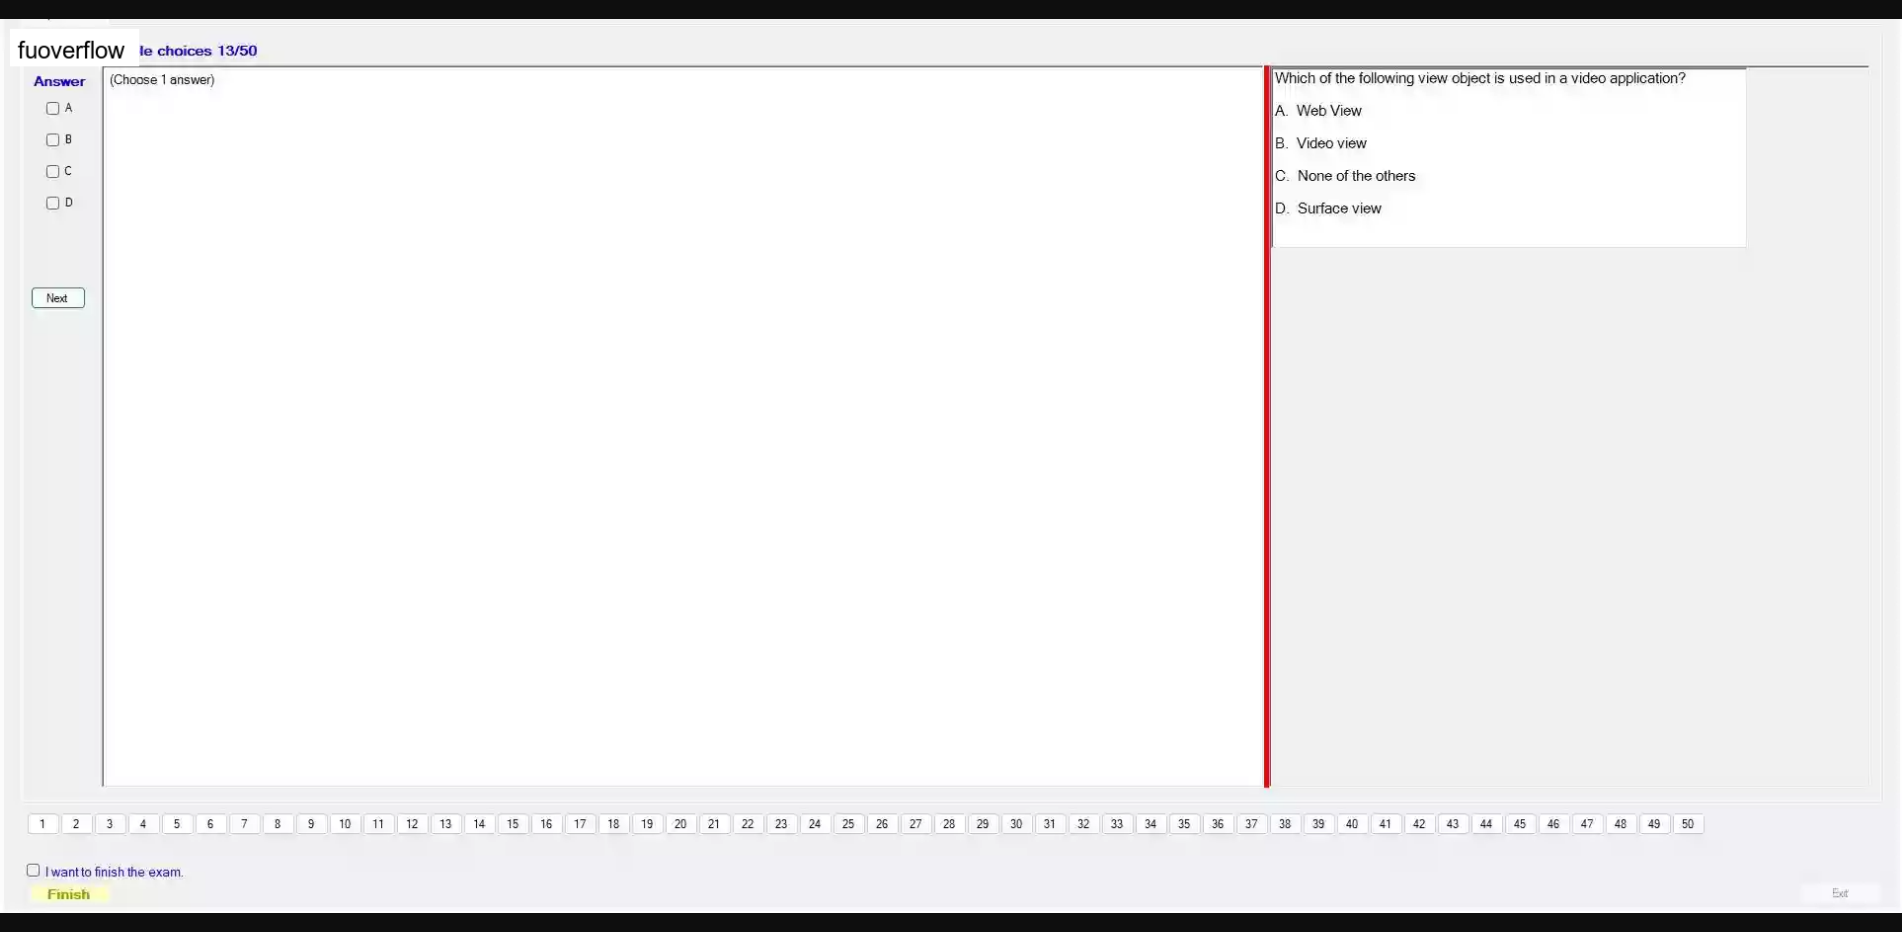 fuoverflow le choices 13/50
Answer
(Choose 1 answer)
A
B
C
D
Next
Which of the following view object is used in a video application?
A. Web View
B. Video view
C. None of the others
D. Surface view
1 2 3 4 5 6 7 8 9 10 11 12 13 14 15 16 17 18 19 20 21 22 23 24 25 26 27 28 29 30 31 32 33 34 35 36 37 38 39 40 41 42 43 44 45 46 47 48 49 50
I want to finish the exam.
Finish
Exit